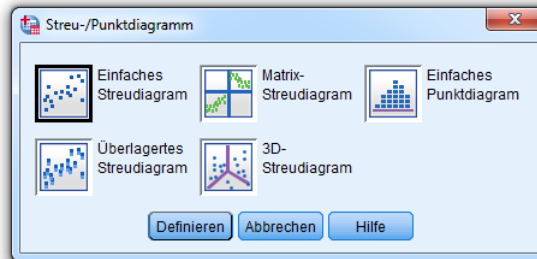 Streu-/Punktdiagramm
Einfaches
Streudiagram
Matrix-
Streudiagram
Einfaches
Punktdiagram
Überlagertes
Streudiagram
3D-
Streudiagram
Definieren
Abbrechen
Hilfe